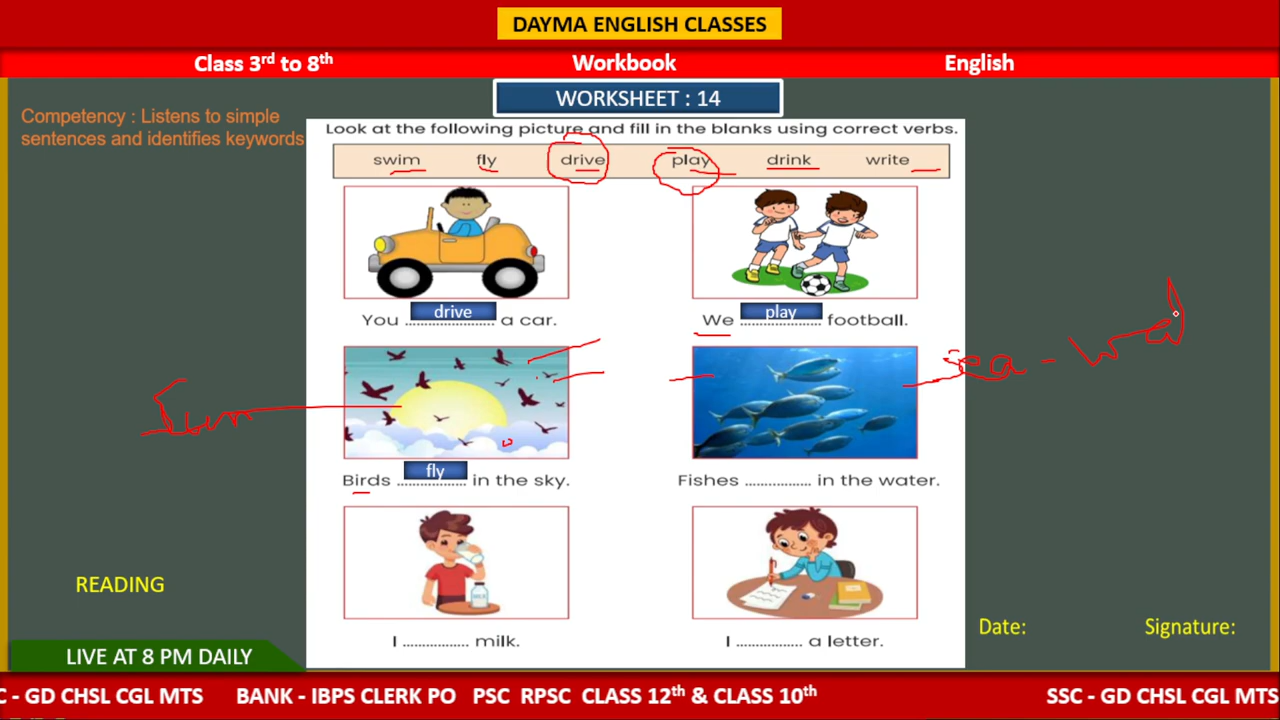 DAYMA ENGLISH CLASSES
Class 3rd to 8th Workbook English
WORKSHEET : 14
Competency : Listens to simple
sentences and identifies keywords
Look at the following picture and fill in the blanks using correct verbs.
swim fly drive play drink write
You ........drive........ a car.
We ........play........ football.
Sun
Sea -
Birds ........fly........ in the sky.
Fishes ............... in the water.
MILK
READING
I ............... milk.
I ............... a letter.
Date: Signature:
LIVE AT 8 PM DAILY
C - GD CHSL CGL MTS BANK - IBPS CLERK PO PSC RPSC CLASS 12th & CLASS 10th SSC - GD CHSL CGL MTS